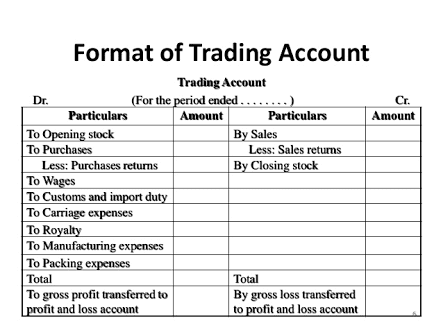 Format of Trading Account
Trading Account
Dr. (For the period ended . . . . . . . . ) Cr.
Particulars Amount Particulars Amount
To Opening stock By Sales
To Purchases Less: Sales returns
Less: Purchases returns By Closing stock
To Wages
To Customs and import duty
To Carriage expenses
To Royalty
To Manufacturing expenses
To Packing expenses
Total Total
To gross profit transferred to By gross loss transferred
profit and loss account to profit and loss account
6